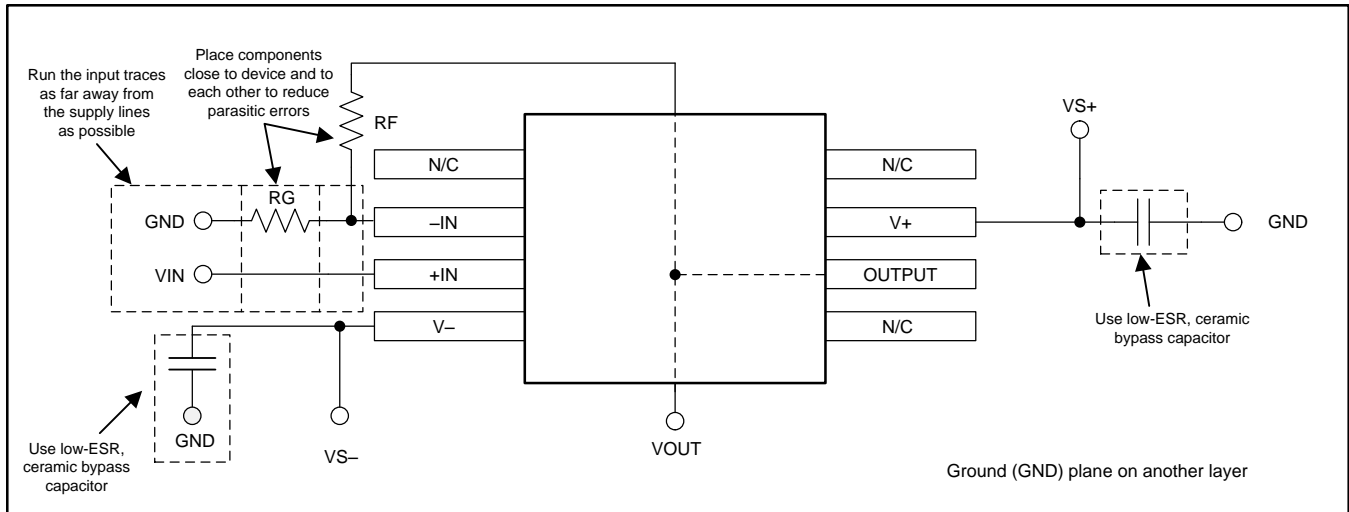 Run the input traces
as far away from
the supply lines
as possible
Place components
close to device and to
each other to reduce
parasitic errors
RF
VS+
N/C
N/C
RG
GND
–IN
V+
GND
VIN
+IN
OUTPUT
V–
N/C
Use low-ESR, ceramic
bypass capacitor
GND
VS–
VOUT
Use low-ESR,
ceramic bypass
capacitor
Ground (GND) plane on another layer